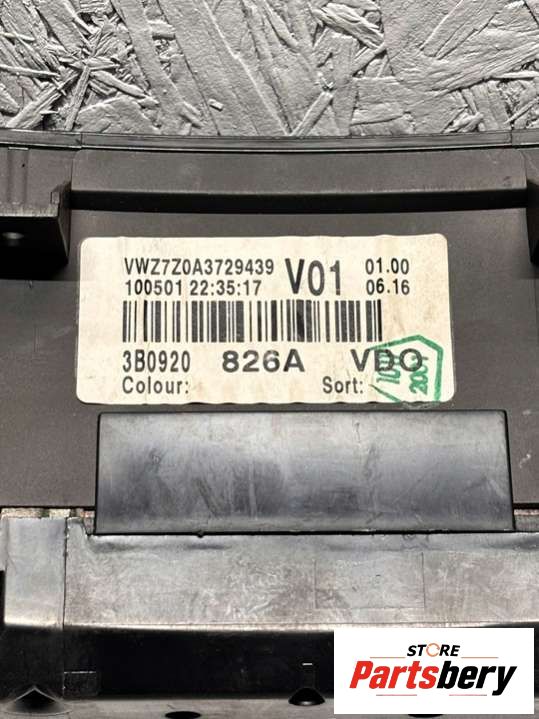 VWZ7Z0A3729439 V01 01.00
100501 22:35:17 06.16
3B0920 826A VDO
Colour: Sort:
STORE
Partsbery